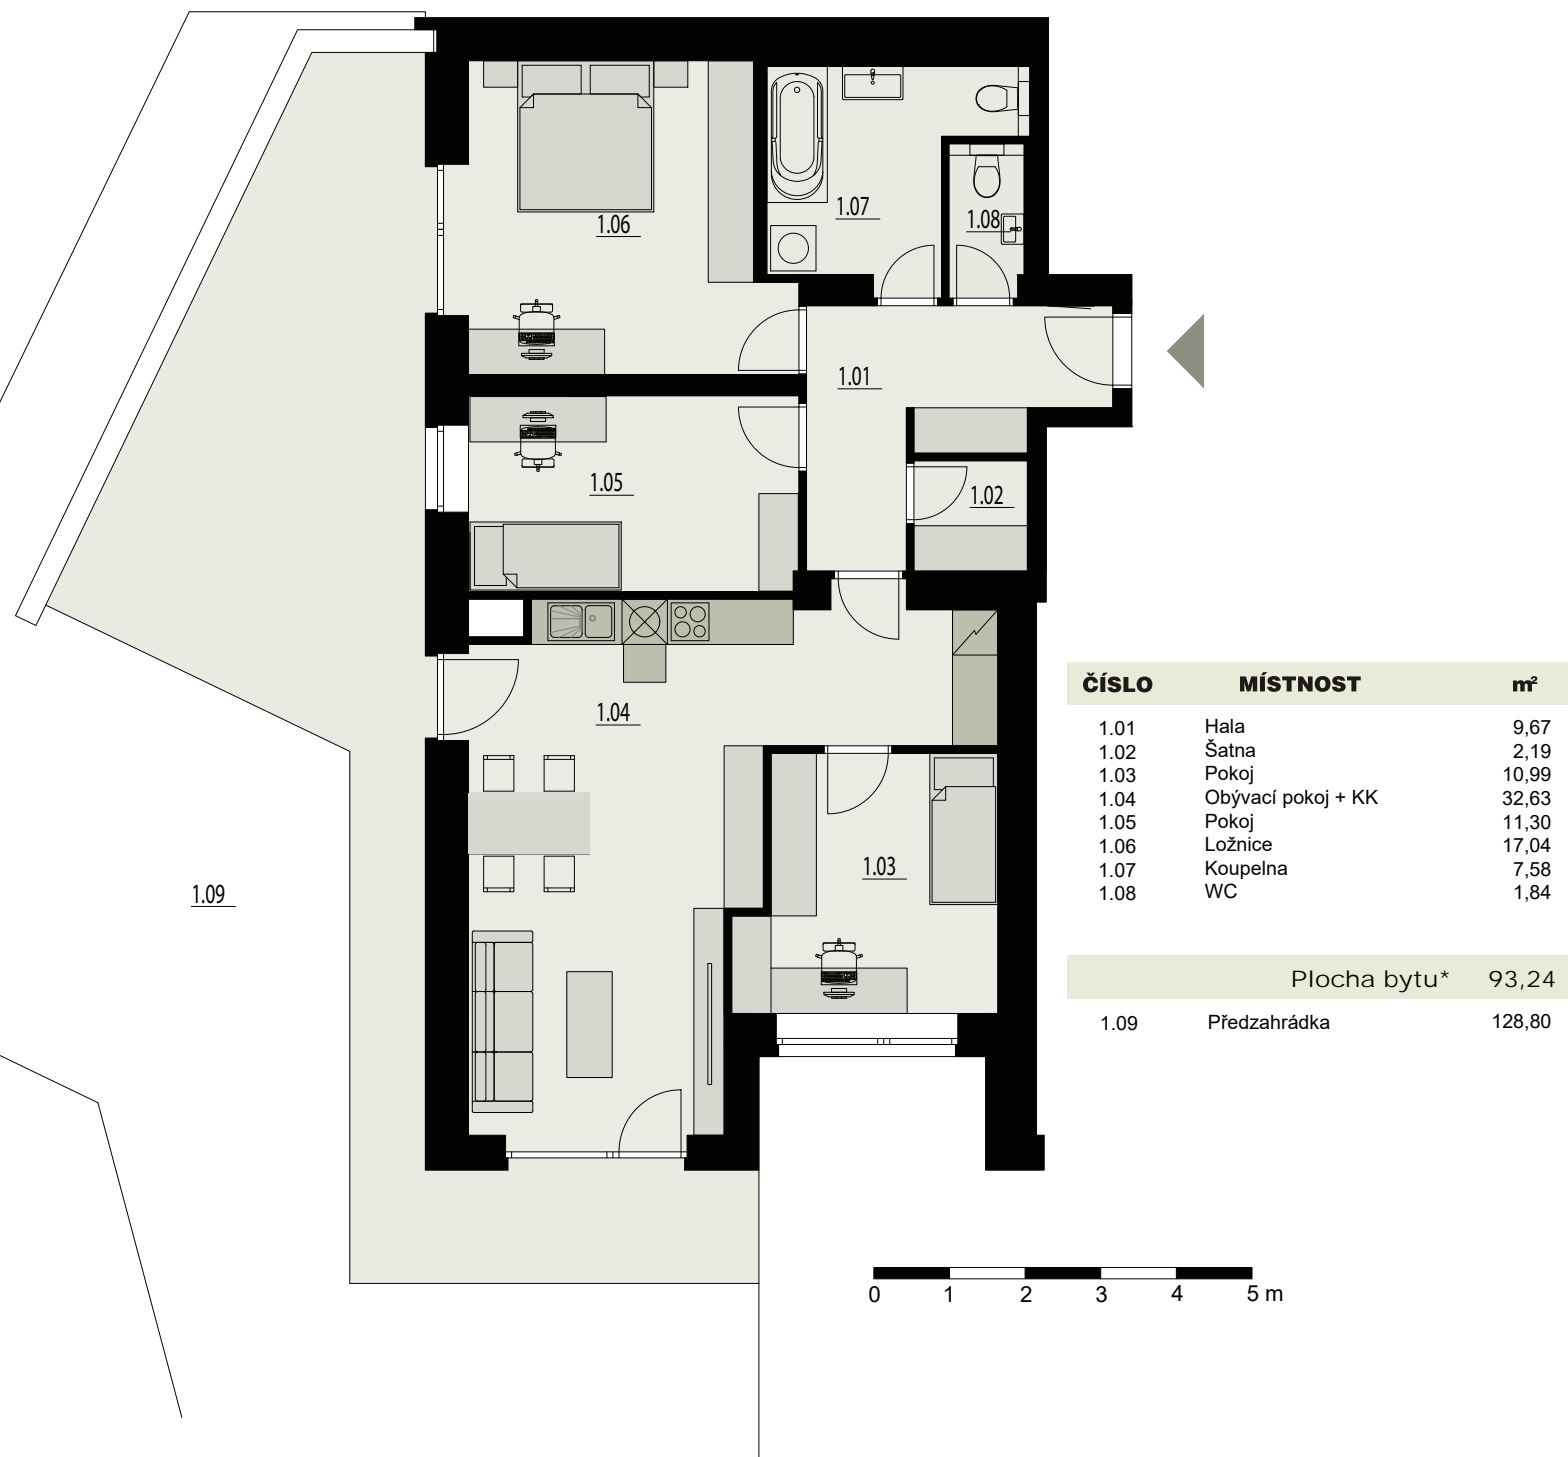 1.06
1.07
1.08
1.01
1.05
1.02
1.04
1.03
1.09
ČÍSLO MÍSTNOST m²
1.01 Hala 9,67
1.02 Šatna 2,19
1.03 Pokoj 10,99
1.04 Obývací pokoj + KK 32,63
1.05 Pokoj 11,30
1.06 Ložnice 17,04
1.07 Koupelna 7,58
1.08 WC 1,84
Plocha bytu* 93,24
1.09 Předzahrádka 128,80
0 1 2 3 4 5 m